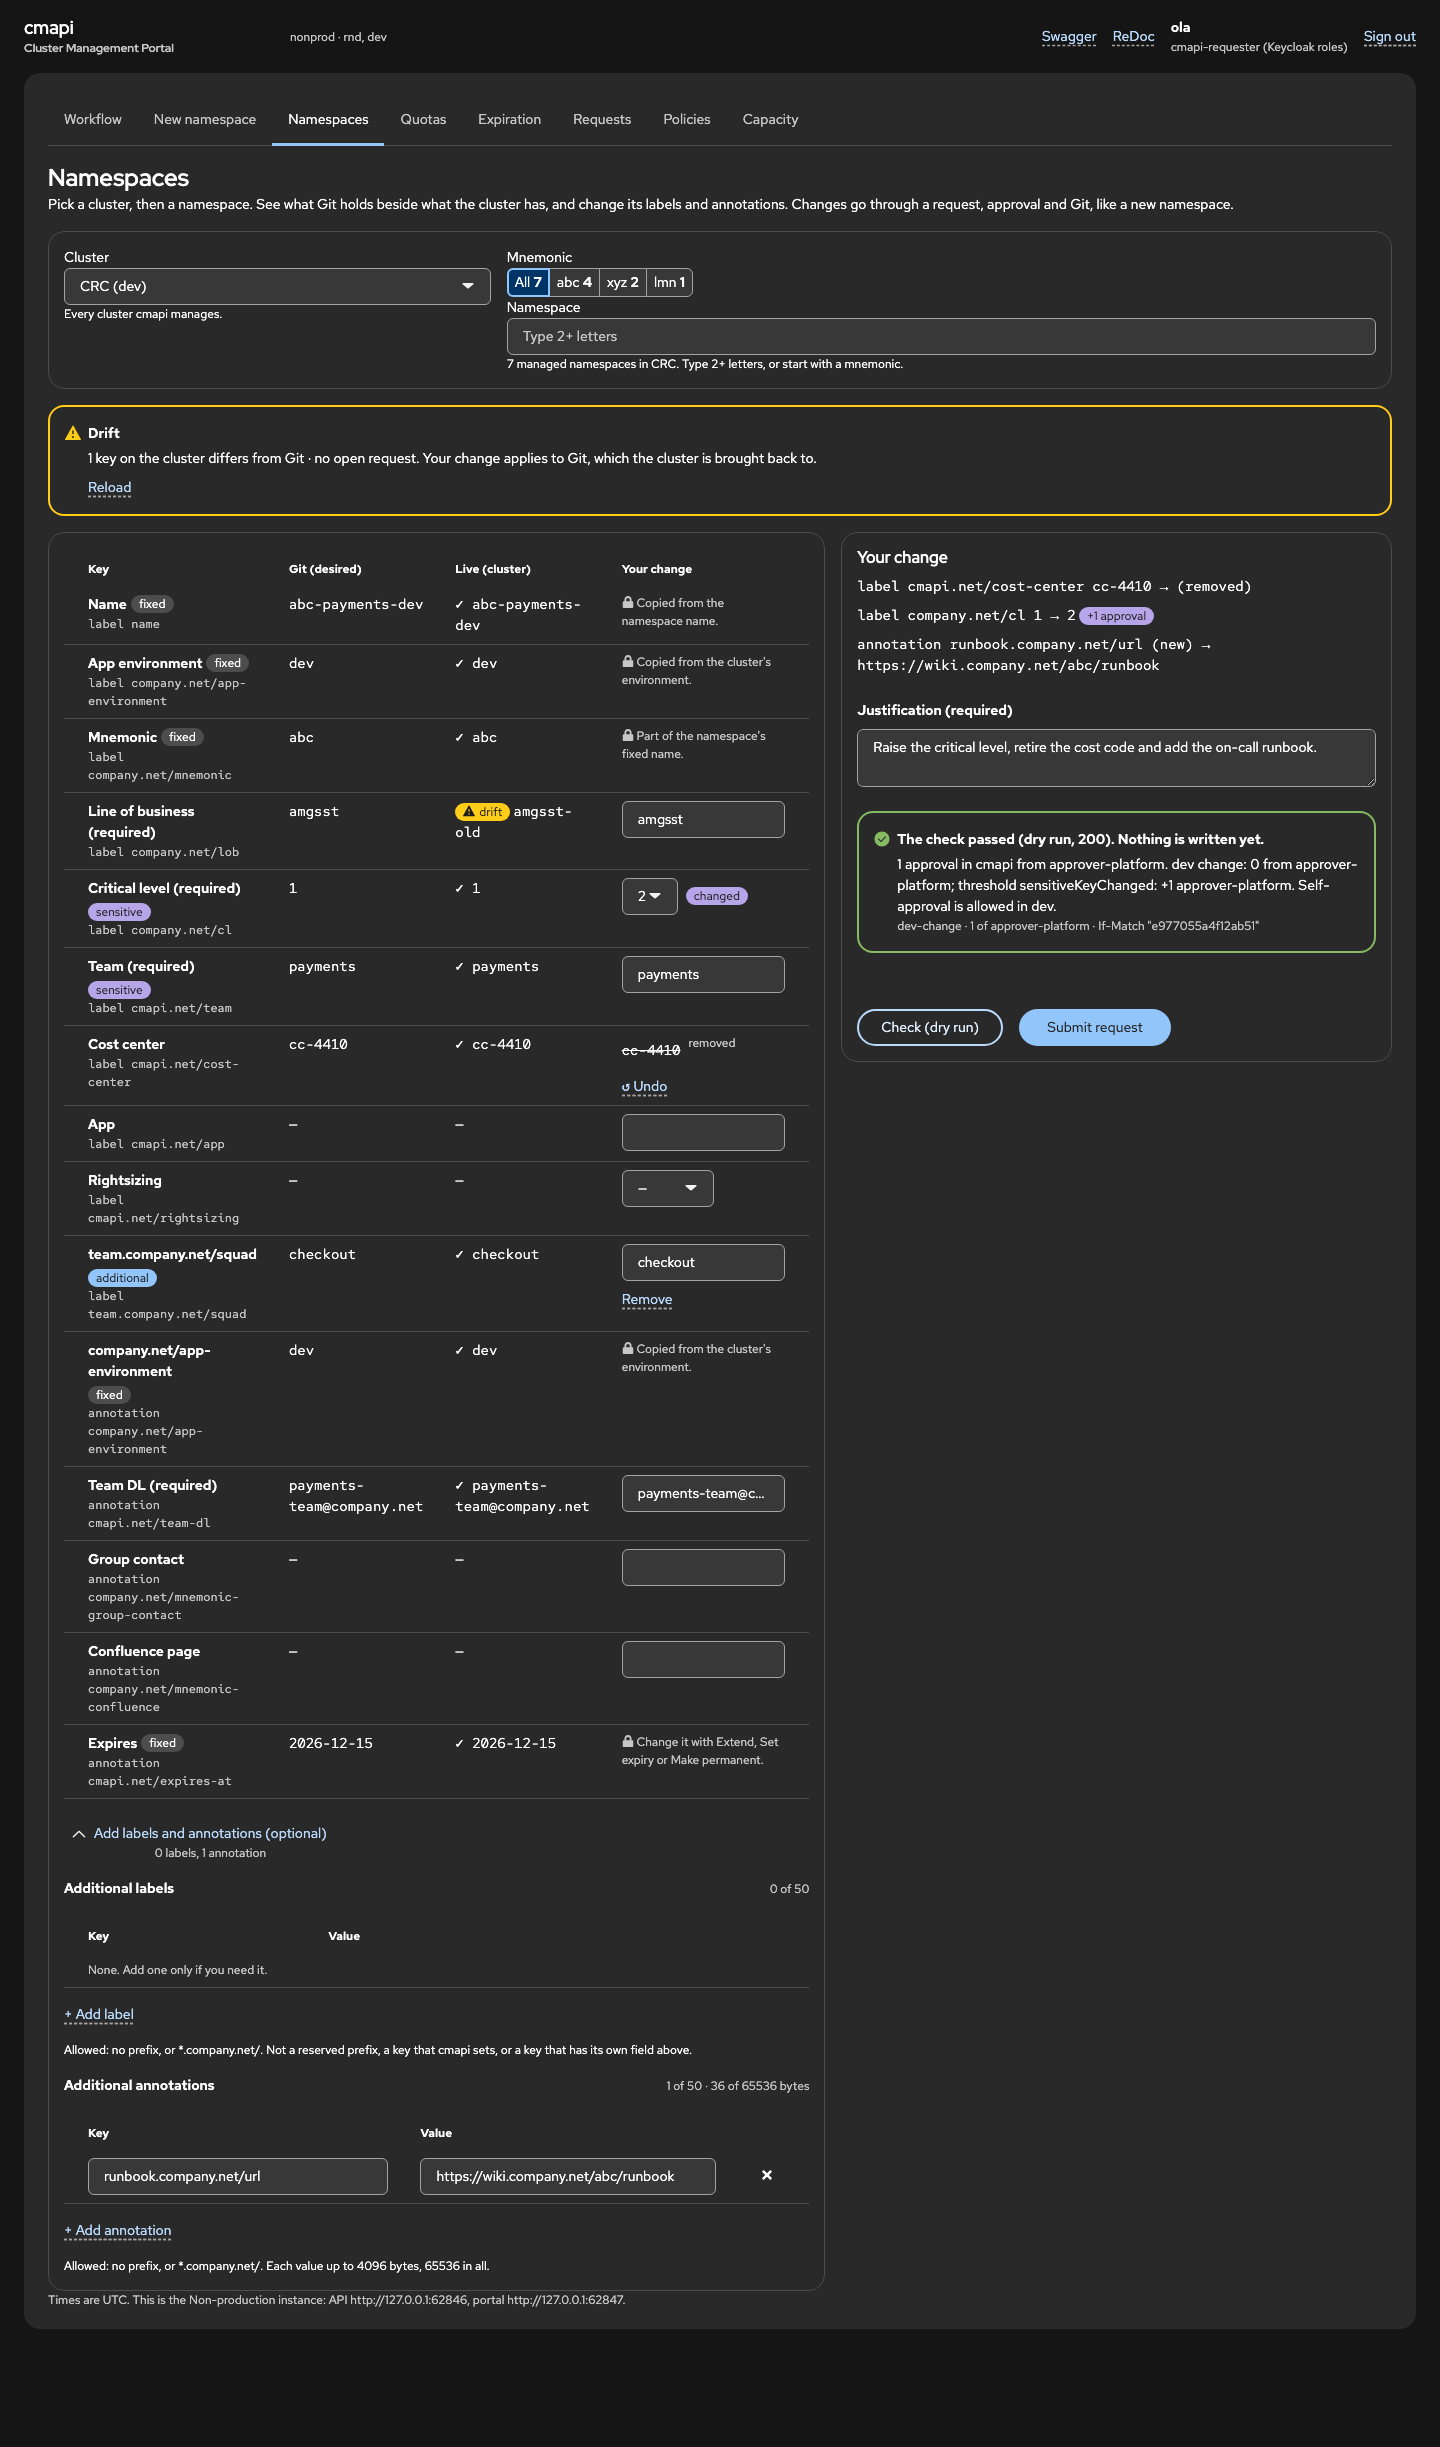 cmapi
Cluster Management Portal
nonprod · rnd, dev
Swagger
ReDoc
ola
cmapi-requester (Keycloak roles)
Sign out
Workflow
New namespace
Namespaces
Quotas
Expiration
Requests
Policies
Capacity
Namespaces
Pick a cluster, then a namespace. See what Git holds beside what the cluster has, and change its labels and annotations. Changes go through a request, approval and Git, like a new namespace.
Cluster
CRC (dev)
Every cluster cmapi manages.
Mnemonic
All 7
abc 4
xyz 2
lmn 1
Namespace
Type 2+ letters
7 managed namespaces in CRC. Type 2+ letters, or start with a mnemonic.
Drift
1 key on the cluster differs from Git · no open request. Your change applies to Git, which the cluster is brought back to.
Reload
Key
Git (desired)
Live (cluster)
Your change
Name fixed
label name
abc-payments-dev
✓ abc-payments-
dev
Copied from the
namespace name.
App environment fixed
label company.net/app-
environment
dev
✓ dev
Copied from the cluster's
environment.
Mnemonic fixed
label
company.net/mnemonic
abc
✓ abc
Part of the namespace's
fixed name.
Line of business
(required)
label company.net/lob
amgsst
drift amgsst-
old
amgsst
Critical level (required)
sensitive
label company.net/cl
1
✓ 1
2
changed
Team (required)
sensitive
label cmapi.net/team
payments
✓ payments
payments
Cost center
label cmapi.net/cost-
center
cc-4410
✓ cc-4410
cc-4410 removed
↺ Undo
App
label cmapi.net/app
—
—
Rightsizing
label
cmapi.net/rightsizing
—
—
—
team.company.net/squad
additional
label
team.company.net/squad
checkout
✓ checkout
checkout
Remove
company.net/app-
environment
fixed
annotation
company.net/app-
environment
dev
✓ dev
Copied from the cluster's
environment.
Team DL (required)
annotation
cmapi.net/team-dl
payments-
team@company.net
✓ payments-
team@company.net
payments-team@c...
Group contact
annotation
company.net/mnemonic-
group-contact
—
—
Confluence page
annotation
company.net/mnemonic-
confluence
—
—
Expires fixed
annotation
cmapi.net/expires-at
2026-12-15
✓ 2026-12-15
Change it with Extend, Set
expiry or Make permanent.
Add labels and annotations (optional)
0 labels, 1 annotation
Additional labels
0 of 50
Key
Value
None. Add one only if you need it.
+ Add label
Allowed: no prefix, or *.company.net/. Not a reserved prefix, a key that cmapi sets, or a key that has its own field above.
Additional annotations
1 of 50 · 36 of 65536 bytes
Key
Value
runbook.company.net/url
https://wiki.company.net/abc/runbook
×
+ Add annotation
Allowed: no prefix, or *.company.net/. Each value up to 4096 bytes, 65536 in all.
Your change
label cmapi.net/cost-center cc-4410 → (removed)
label company.net/cl 1 → 2 +1 approval
annotation runbook.company.net/url (new) →
https://wiki.company.net/abc/runbook
Justification (required)
Raise the critical level, retire the cost code and add the on-call runbook.
The check passed (dry run, 200). Nothing is written yet.
1 approval in cmapi from approver-platform. dev change: 0 from approver-
platform; threshold sensitiveKeyChanged: +1 approver-platform. Self-
approval is allowed in dev.
dev-change · 1 of approver-platform · If-Match "e977055a4f12ab51"
Check (dry run)
Submit request
Times are UTC. This is the Non-production instance: API http://127.0.0.1:62846, portal http://127.0.0.1:62847.